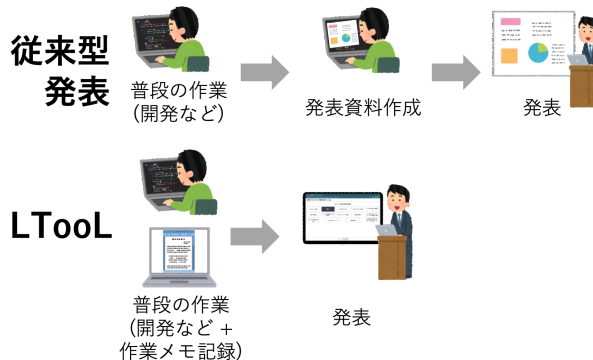 従来型
発表
普段の作業
(開発など)
発表資料作成
発表
LTooL
普段の作業
(開発など +
作業メモ記録)
発表